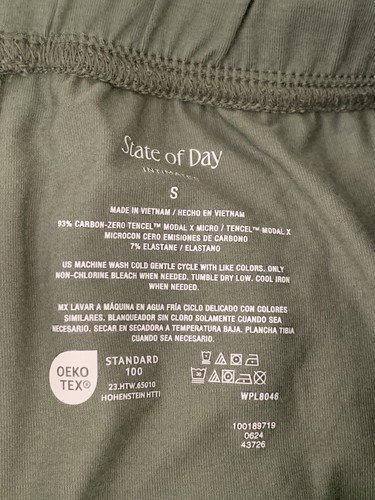 State of Day
INTIMATES
S
MADE IN VIETNAM / HECHO EN VIETNAM
93% CARBON-ZERO TENCEL™ MODAL X MICRO / TENCEL™ MODAL X
MICROCON CERO EMISIONES DE CARBONO
7% ELASTANE / ELASTANO
US MACHINE WASH COLD GENTLE CYCLE WITH LIKE COLORS. ONLY
NON-CHLORINE BLEACH WHEN NEEDED. TUMBLE DRY LOW. COOL IRON
WHEN NEEDED.
MX LAVAR A MÁQUINA EN AGUA FRÍA CICLO DELICADO CON COLORES
SIMILARES. BLANQUEADOR SIN CLORO SOLAMENTE CUANDO SEA
NECESARIO. SECAR EN SECADORA A TEMPERATURA BAJA. PLANCHA TIBIA
CUANDO SEA NECESARIO.
OEKO
TEX®
STANDARD
100
23.HTW.65010
HOHENSTEIN HTTI
WPL8046
100189719
0624
43726